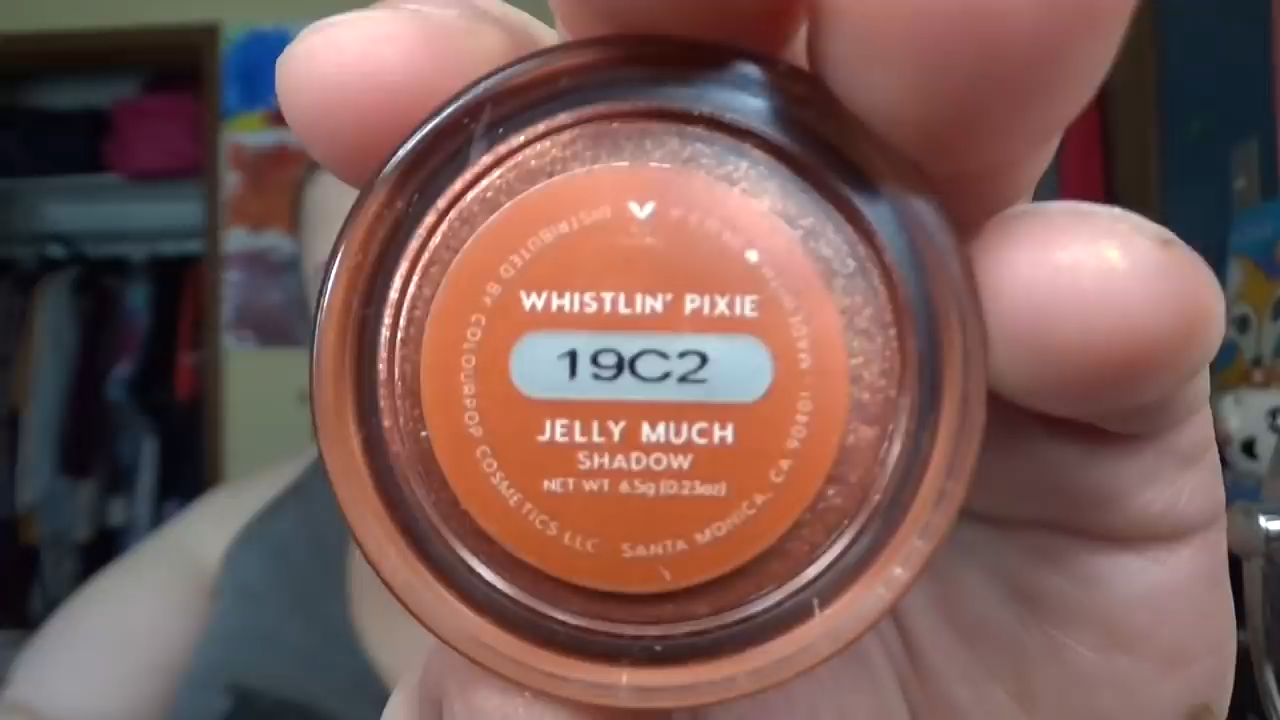 WHISTLIN' PIXIE
19C2
JELLY MUCH
SHADOW
NET WT 6.5g (0.23oz)
DISTRIBUTED BY COLOURPOP COSMETICS LLC SANTA MONICA, CA 90401 · MADE